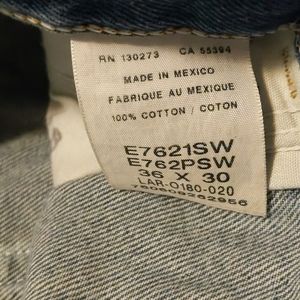 RN 130273 CA 55394
MADE IN MEXICO
FABRIQUE AU MEXIQUE
100% COTTON / COTON
E7621SW
E762PSW
36 X 30
LAR-O180-020